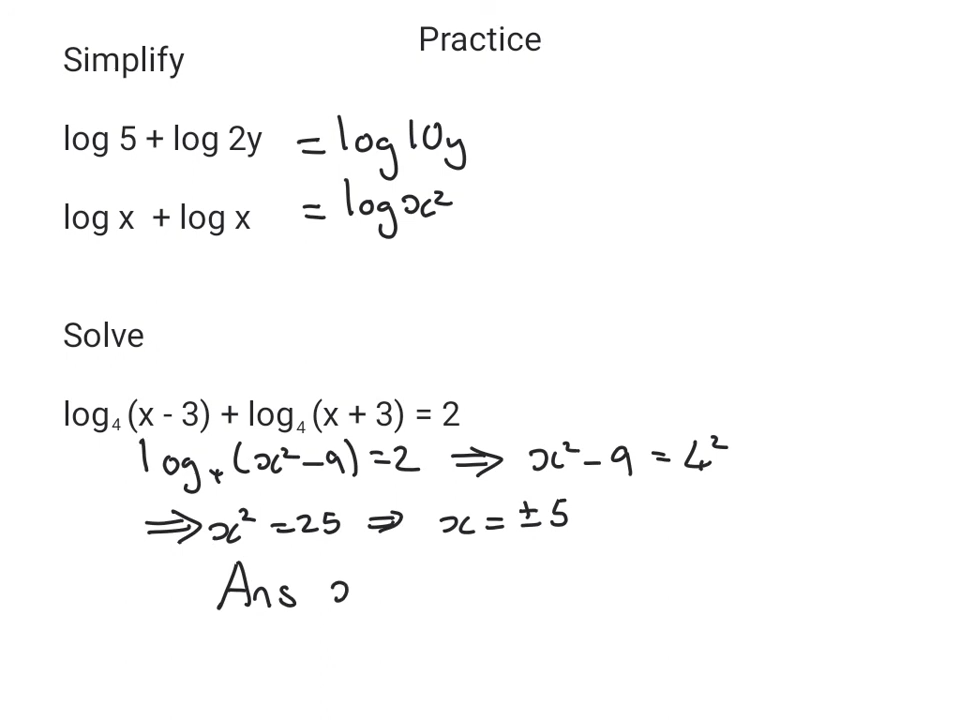 Practice
Simplify
log 5 + log 2y = log 10y
log x + log x = log x²
Solve
log₄ (x - 3) + log₄ (x + 3) = 2
log₄ (x² - 9) = 2 ⇒ x² - 9 = 4²
⇒ x² = 25 ⇒ x = ± 5
Ans